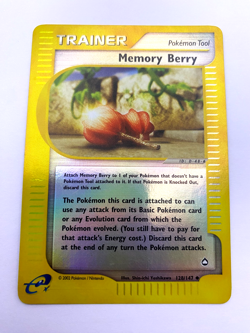 TRAINER
Pokémon Tool
Memory Berry
Attach Memory Berry to 1 of your Pokémon that doesn't have a
Pokémon Tool attached to it. If that Pokémon is Knocked Out,
discard this card.
The Pokémon this card is attached to can
use any attack from its Basic Pokémon card
or any Evolution card from which the
Pokémon evolved. (You still have to pay for
that attack's Energy cost.) Discard this card
at the end of any turn in which the Pokémon
attacks.